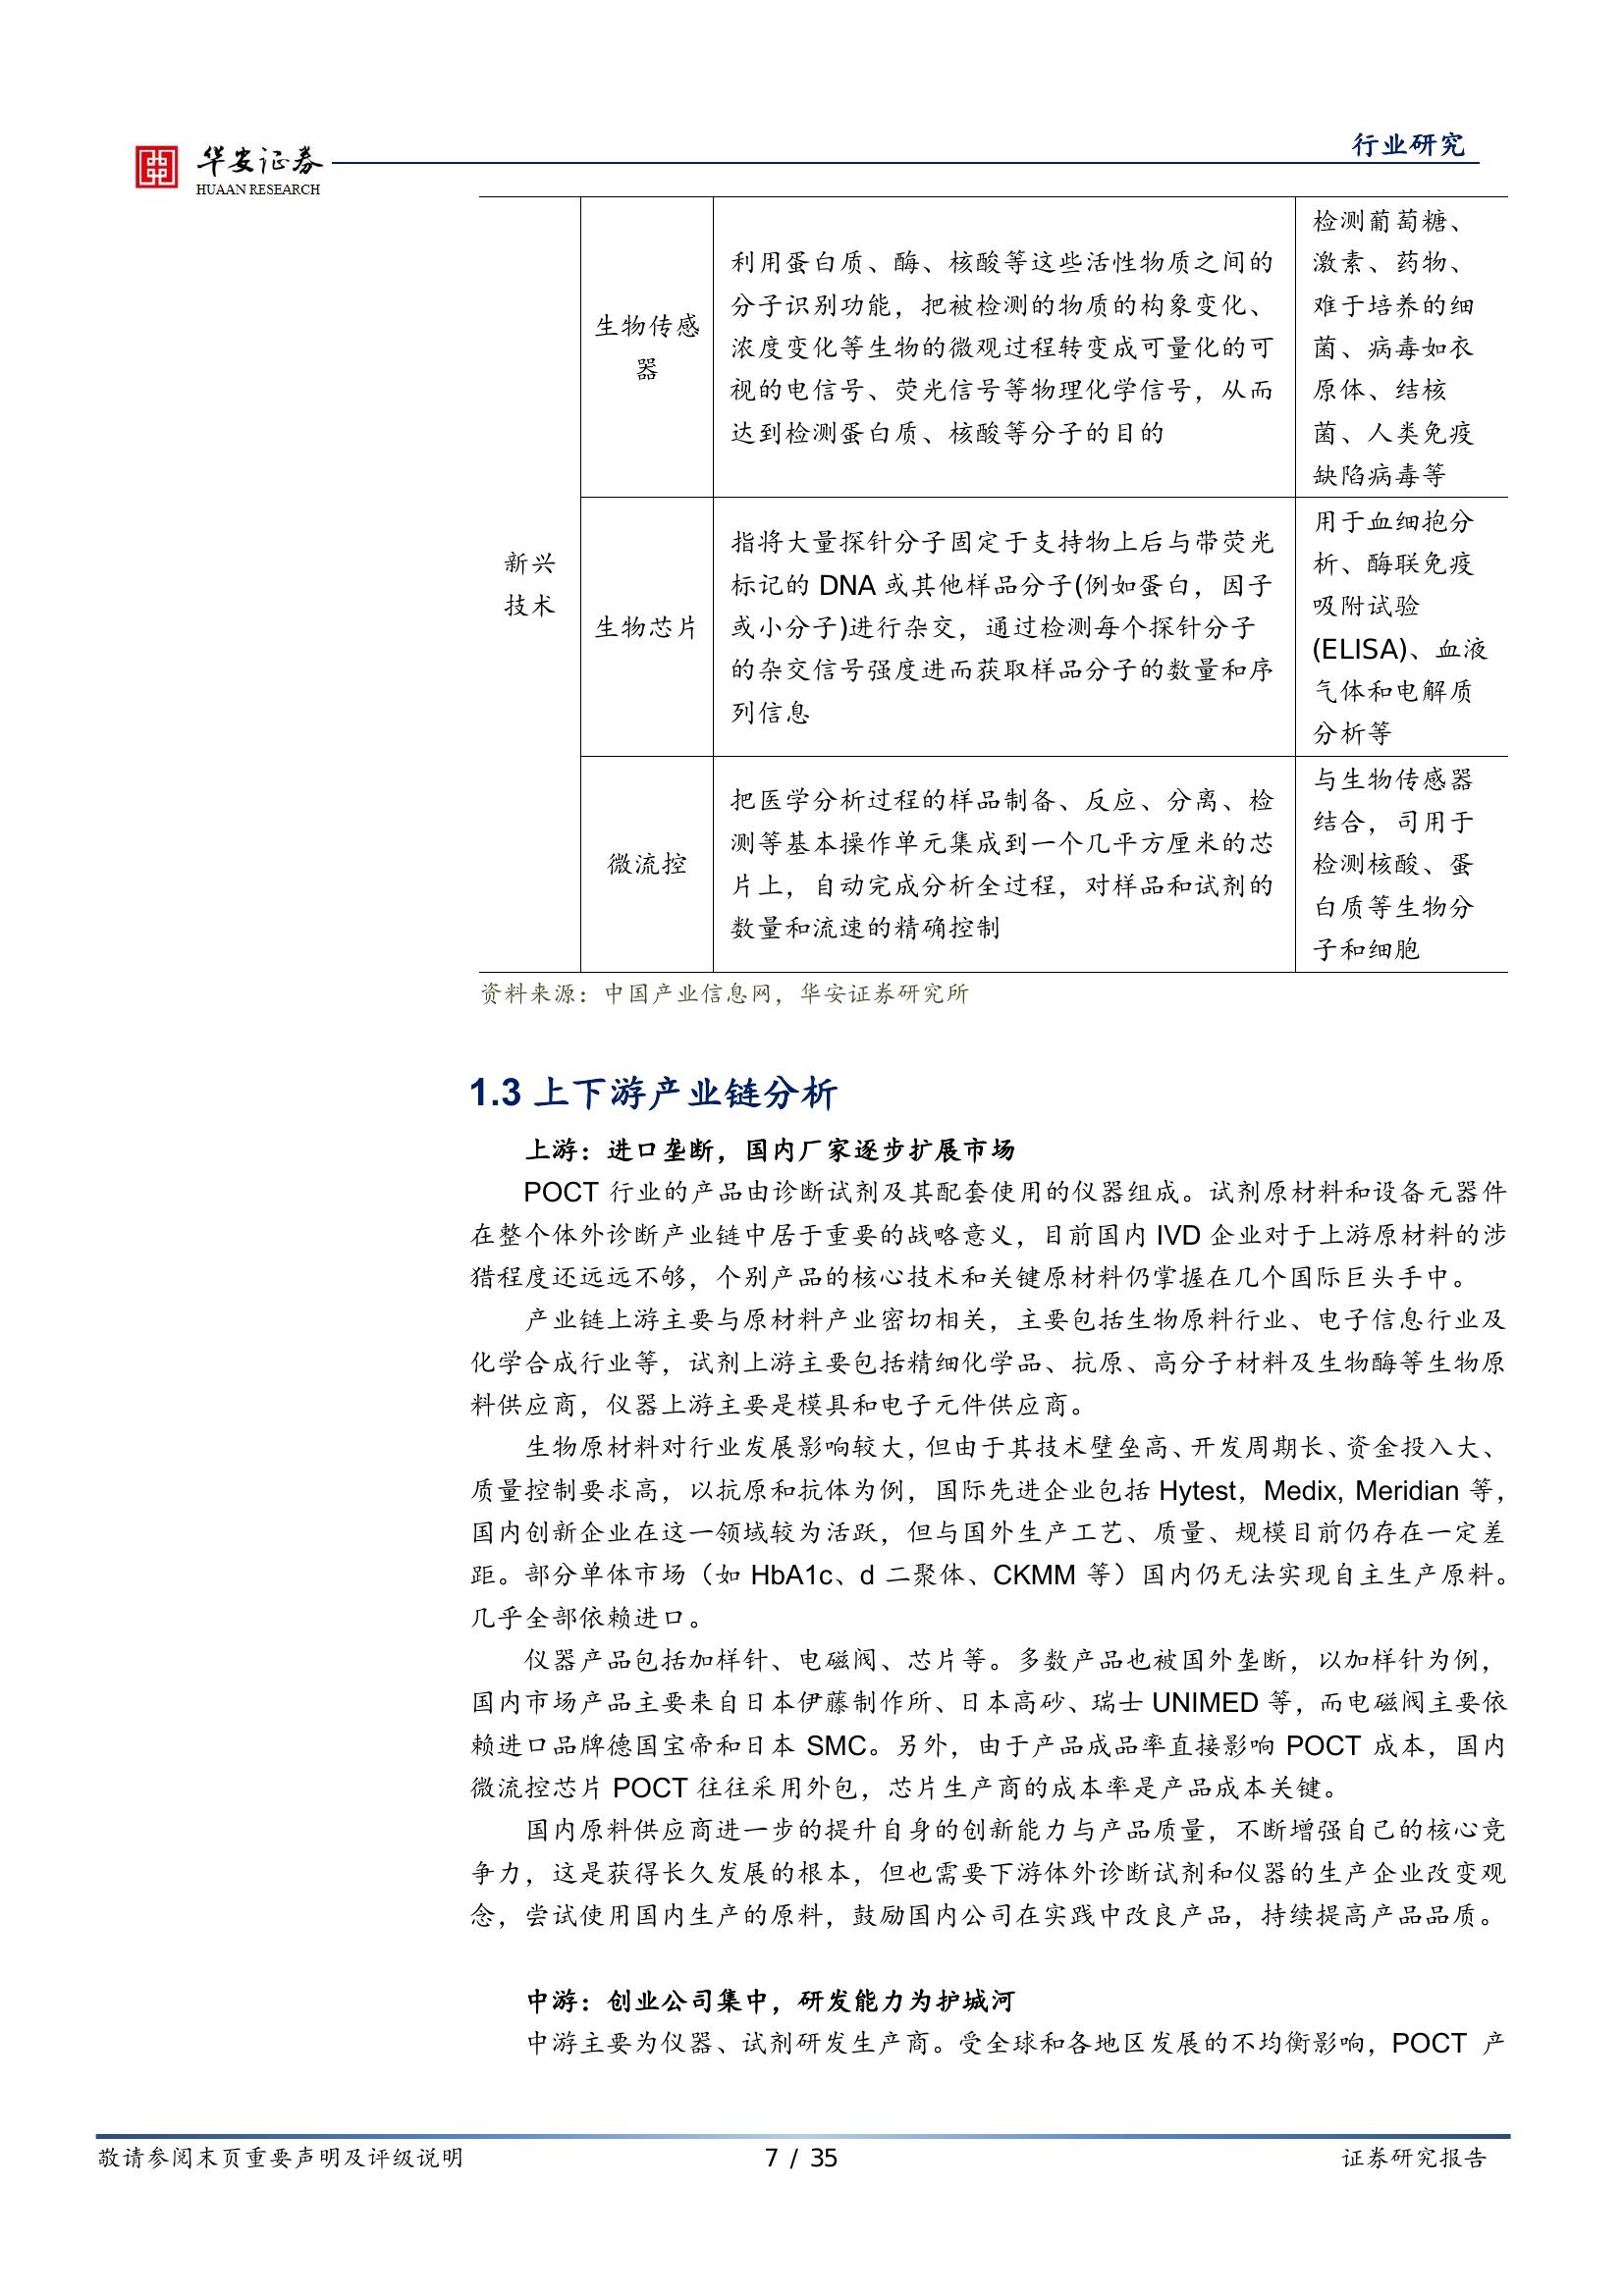 华安证券
HUAAN RESEARCH
行业研究
新兴
技术
生物传感
器
利用蛋白质、酶、核酸等这些活性物质之间的
分子识别功能，把被检测的物质的构象变化、
浓度变化等生物的微观过程转变成可量化的可
视的电信号、荧光信号等物理化学信号，从而
达到检测蛋白质、核酸等分子的目的
检测葡萄糖、
激素、药物、
难于培养的细
菌、病毒如衣
原体、结核
菌、人类免疫
缺陷病毒等
生物芯片
指将大量探针分子固定于支持物上后与带荧光
标记的 DNA 或其他样品分子(例如蛋白，因子
或小分子)进行杂交，通过检测每个探针分子
的杂交信号强度进而获取样品分子的数量和序
列信息
用于血细抱分
析、酶联免疫
吸附试验
(ELISA)、血液
气体和电解质
分析等
微流控
把医学分析过程的样品制备、反应、分离、检
测等基本操作单元集成到一个几平方厘米的芯
片上，自动完成分析全过程，对样品和试剂的
数量和流速的精确控制
与生物传感器
结合，司用于
检测核酸、蛋
白质等生物分
子和细胞
资料来源：中国产业信息网，华安证券研究所
1.3 上下游产业链分析
上游：进口垄断，国内厂家逐步扩展市场
POCT 行业的产品由诊断试剂及其配套使用的仪器组成。试剂原材料和设备元器件
在整个体外诊断产业链中居于重要的战略意义，目前国内 IVD 企业对于上游原材料的涉
猎程度还远远不够，个别产品的核心技术和关键原材料仍掌握在几个国际巨头手中。
产业链上游主要与原材料产业密切相关，主要包括生物原料行业、电子信息行业及
化学合成行业等，试剂上游主要包括精细化学品、抗原、高分子材料及生物酶等生物原
料供应商，仪器上游主要是模具和电子元件供应商。
生物原材料对行业发展影响较大，但由于其技术壁垒高、开发周期长、资金投入大、
质量控制要求高，以抗原和抗体为例，国际先进企业包括 Hytest，Medix, Meridian 等，
国内创新企业在这一领域较为活跃，但与国外生产工艺、质量、规模目前仍存在一定差
距。部分单体市场（如 HbA1c、d 二聚体、CKMM 等）国内仍无法实现自主生产原料。
几乎全部依赖进口。
仪器产品包括加样针、电磁阀、芯片等。多数产品也被国外垄断，以加样针为例，
国内市场产品主要来自日本伊藤制作所、日本高砂、瑞士 UNIMED 等，而电磁阀主要依
赖进口品牌德国宝帝和日本 SMC。另外，由于产品成品率直接影响 POCT 成本，国内
微流控芯片 POCT 往往采用外包，芯片生产商的成本率是产品成本关键。
国内原料供应商进一步的提升自身的创新能力与产品质量，不断增强自己的核心竞
争力，这是获得长久发展的根本，但也需要下游体外诊断试剂和仪器的生产企业改变观
念，尝试使用国内生产的原料，鼓励国内公司在实践中改良产品，持续提高产品品质。
中游：创业公司集中，研发能力为护城河
中游主要为仪器、试剂研发生产商。受全球和各地区发展的不均衡影响，POCT 产
敬请参阅末页重要声明及评级说明
7 / 35
证券研究报告